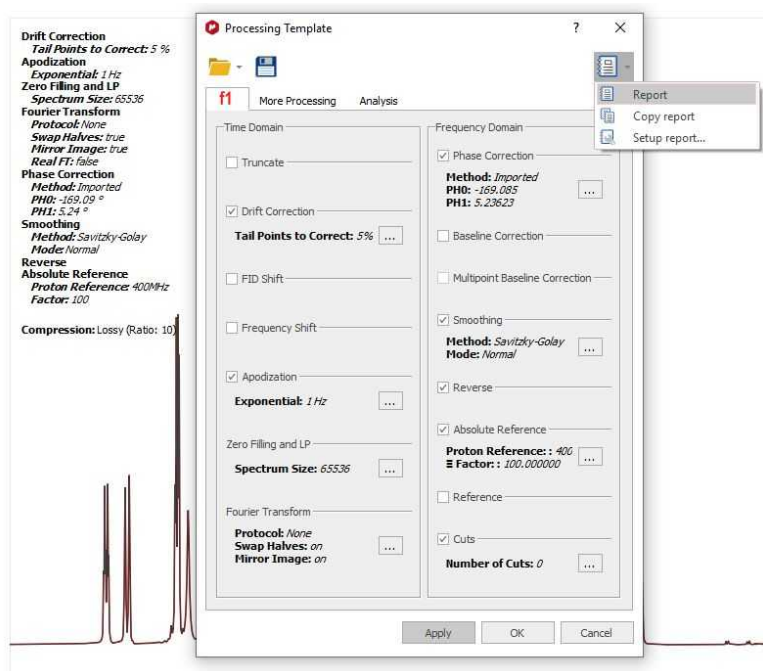 Drift Correction
Tail Points to Correct: 5 %
Apodization
Exponential: 1 Hz
Zero Filling and LP
Spectrum Size: 65536
Fourier Transform
Protocol: None
Swap Halves: true
Mirror Image: true
Real FT: false
Phase Correction
Method: Imported
PH0: -169.09 °
PH1: 5.24 °
Smoothing
Method: Savitzky-Golay
Mode: Normal
Reverse
Absolute Reference
Proton Reference: 400MHz
Factor: 100
Compression: Lossy (Ratio: 10)
Processing Template
?
f1 More Processing Analysis
Report
Copy report
Setup report...
Time Domain
Truncate
Drift Correction
Tail Points to Correct: 5% ...
FID Shift
Frequency Shift
Apodization
Exponential: 1 Hz ...
Zero Filling and LP
Spectrum Size: 65536 ...
Fourier Transform
Protocol: None
Swap Halves: on ...
Mirror Image: on
Frequency Domain
Phase Correction
Method: Imported
PH0: -169.085 ...
PH1: 5.23623
Baseline Correction
Multipoint Baseline Correction
Smoothing
Method: Savitzky-Golay ...
Mode: Normal
Reverse
Absolute Reference
Proton Reference: : 400 ...
Ξ Factor: : 100.000000
Reference
Cuts
Number of Cuts: 0 ...
Apply OK Cancel